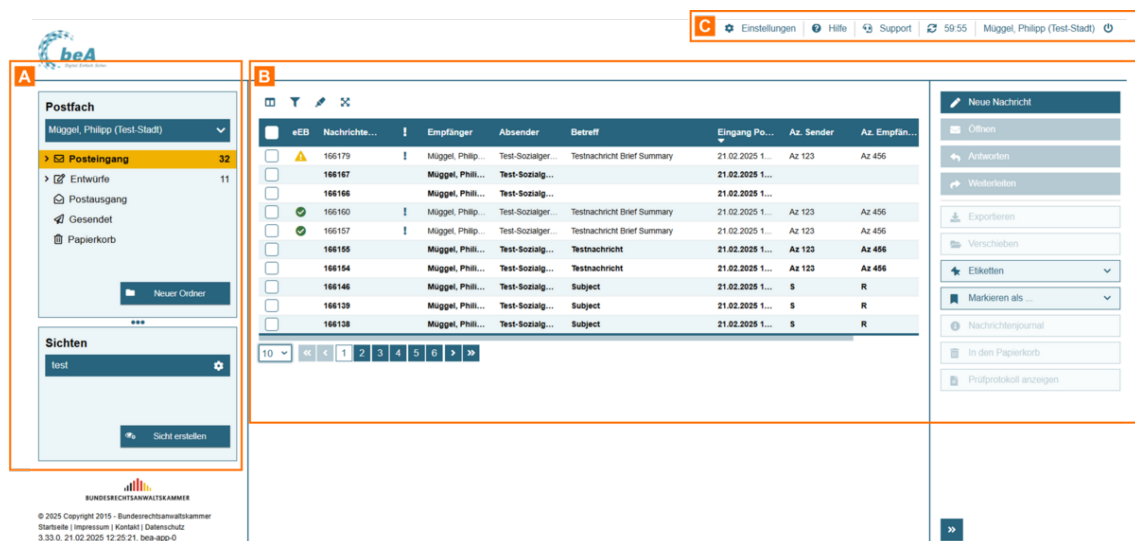 C Einstellungen Hilfe Support 59:55 Müggel, Philipp (Test-Stadt)
beA
Digital. Einfach. Sicher.
A
Postfach
Müggel, Philipp (Test-Stadt)
Posteingang 32
Entwürfe 11
Postausgang
Gesendet
Papierkorb
Neuer Ordner
Sichten
test
Sicht erstellen
B
eEB Nachrichte... ! Empfänger Absender Betreff Eingang Po... Az. Sender Az. Empfän...
166179 ! Müggel, Philip... Test-Sozialger... Testnachricht Brief Summary 21.02.2025 1... Az 123 Az 456
166167 Müggel, Phili... Test-Sozialg... 21.02.2025 1...
166166 Müggel, Phili... Test-Sozialg... 21.02.2025 1...
166160 ! Müggel, Philip... Test-Sozialger... Testnachricht Brief Summary 21.02.2025 1... Az 123 Az 456
166157 ! Müggel, Philip... Test-Sozialger... Testnachricht Brief Summary 21.02.2025 1... Az 123 Az 456
166155 Müggel, Phili... Test-Sozialg... Testnachricht 21.02.2025 1... Az 123 Az 456
166154 Müggel, Phili... Test-Sozialg... Testnachricht 21.02.2025 1... Az 123 Az 456
166146 Müggel, Phili... Test-Sozialg... Subject 21.02.2025 1... S R
166139 Müggel, Phili... Test-Sozialg... Subject 21.02.2025 1... S R
166138 Müggel, Phili... Test-Sozialg... Subject 21.02.2025 1... S R
10 « ‹ 1 2 3 4 5 6 › »
Neue Nachricht
Öffnen
Antworten
Weiterleiten
Exportieren
Verschieben
Etiketten
Markieren als ...
Nachrichtenjournal
In den Papierkorb
Prüfprotokoll anzeigen
»
BUNDESRECHTSANWALTSKAMMER
© 2025 Copyright 2015 - Bundesrechtsanwaltskammer
Startseite | Impressum | Kontakt | Datenschutz
3.33.0, 21.02.2025 12:25:21, bea-app-0